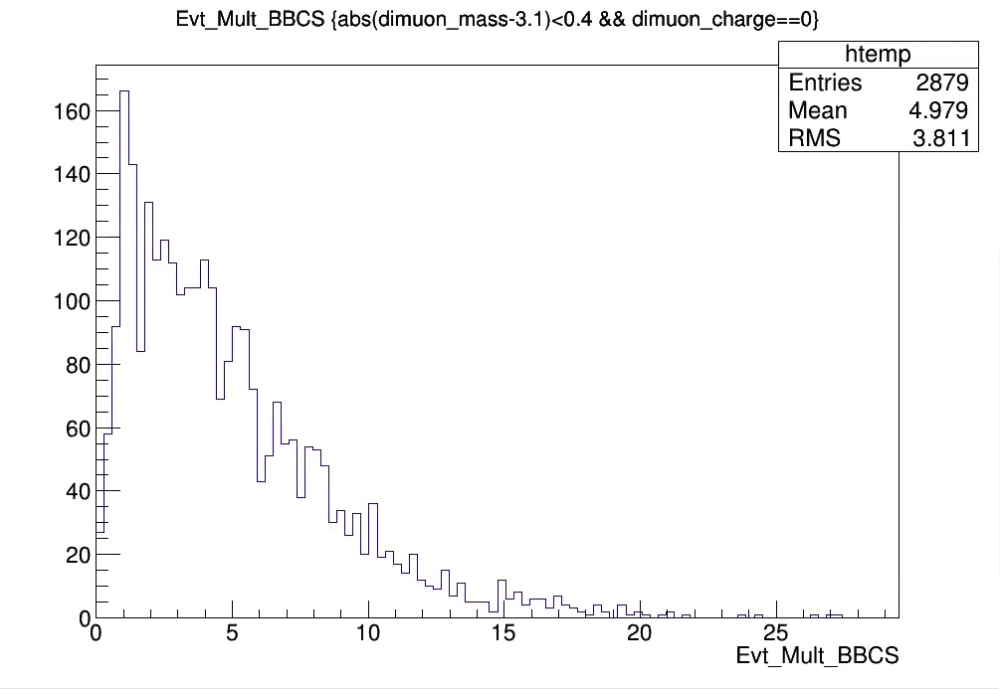 Evt_Mult_BBCS {abs(dimuon_mass-3.1)<0.4 && dimuon_charge==0}
htemp
Entries 2879
Mean 4.979
RMS 3.811
160
140
120
100
80
60
40
20
0
0 5 10 15 20 25
Evt_Mult_BBCS